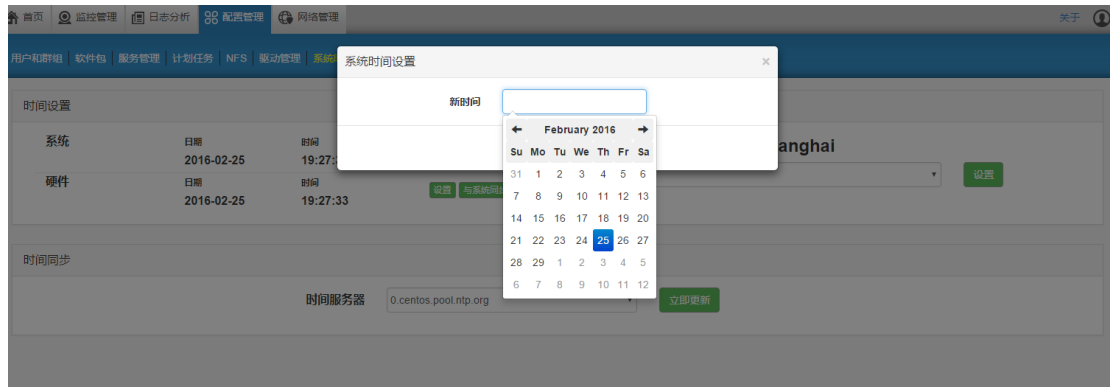 首页 监控管理 日志分析 配置管理 网络管理 关于
用户和群组 软件包 服务管理 计划任务 NFS 驱动管理 系统
系统时间设置 ×
时间设置
新时间
系统 日期 时间
2016-02-25 19:27:
anghai
硬件 日期 时间
2016-02-25 19:27:33
设置 与系统同
设置
February 2016
Su Mo Tu We Th Fr Sa
31 1 2 3 4 5 6
7 8 9 10 11 12 13
14 15 16 17 18 19 20
21 22 23 24 25 26 27
28 29 1 2 3 4 5
6 7 8 9 10 11 12
时间同步
时间服务器 0.centos.pool.ntp.org 立即更新